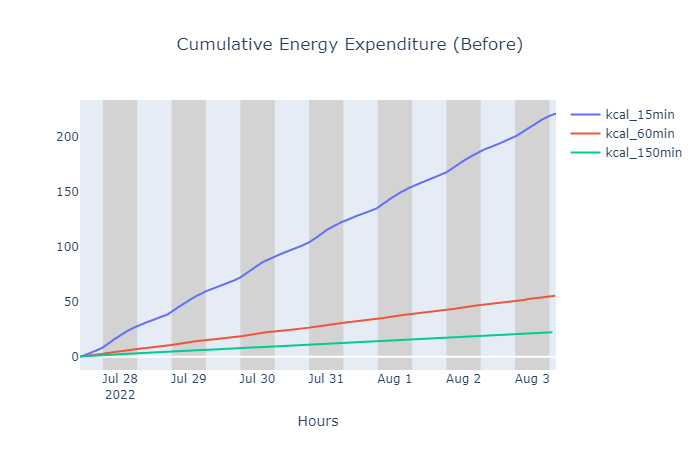 Cumulative Energy Expenditure (Before)
kcal_15min
kcal_60min
kcal_150min
200
150
100
50
0
Jul 28 Jul 29 Jul 30 Jul 31 Aug 1 Aug 2 Aug 3
2022
Hours